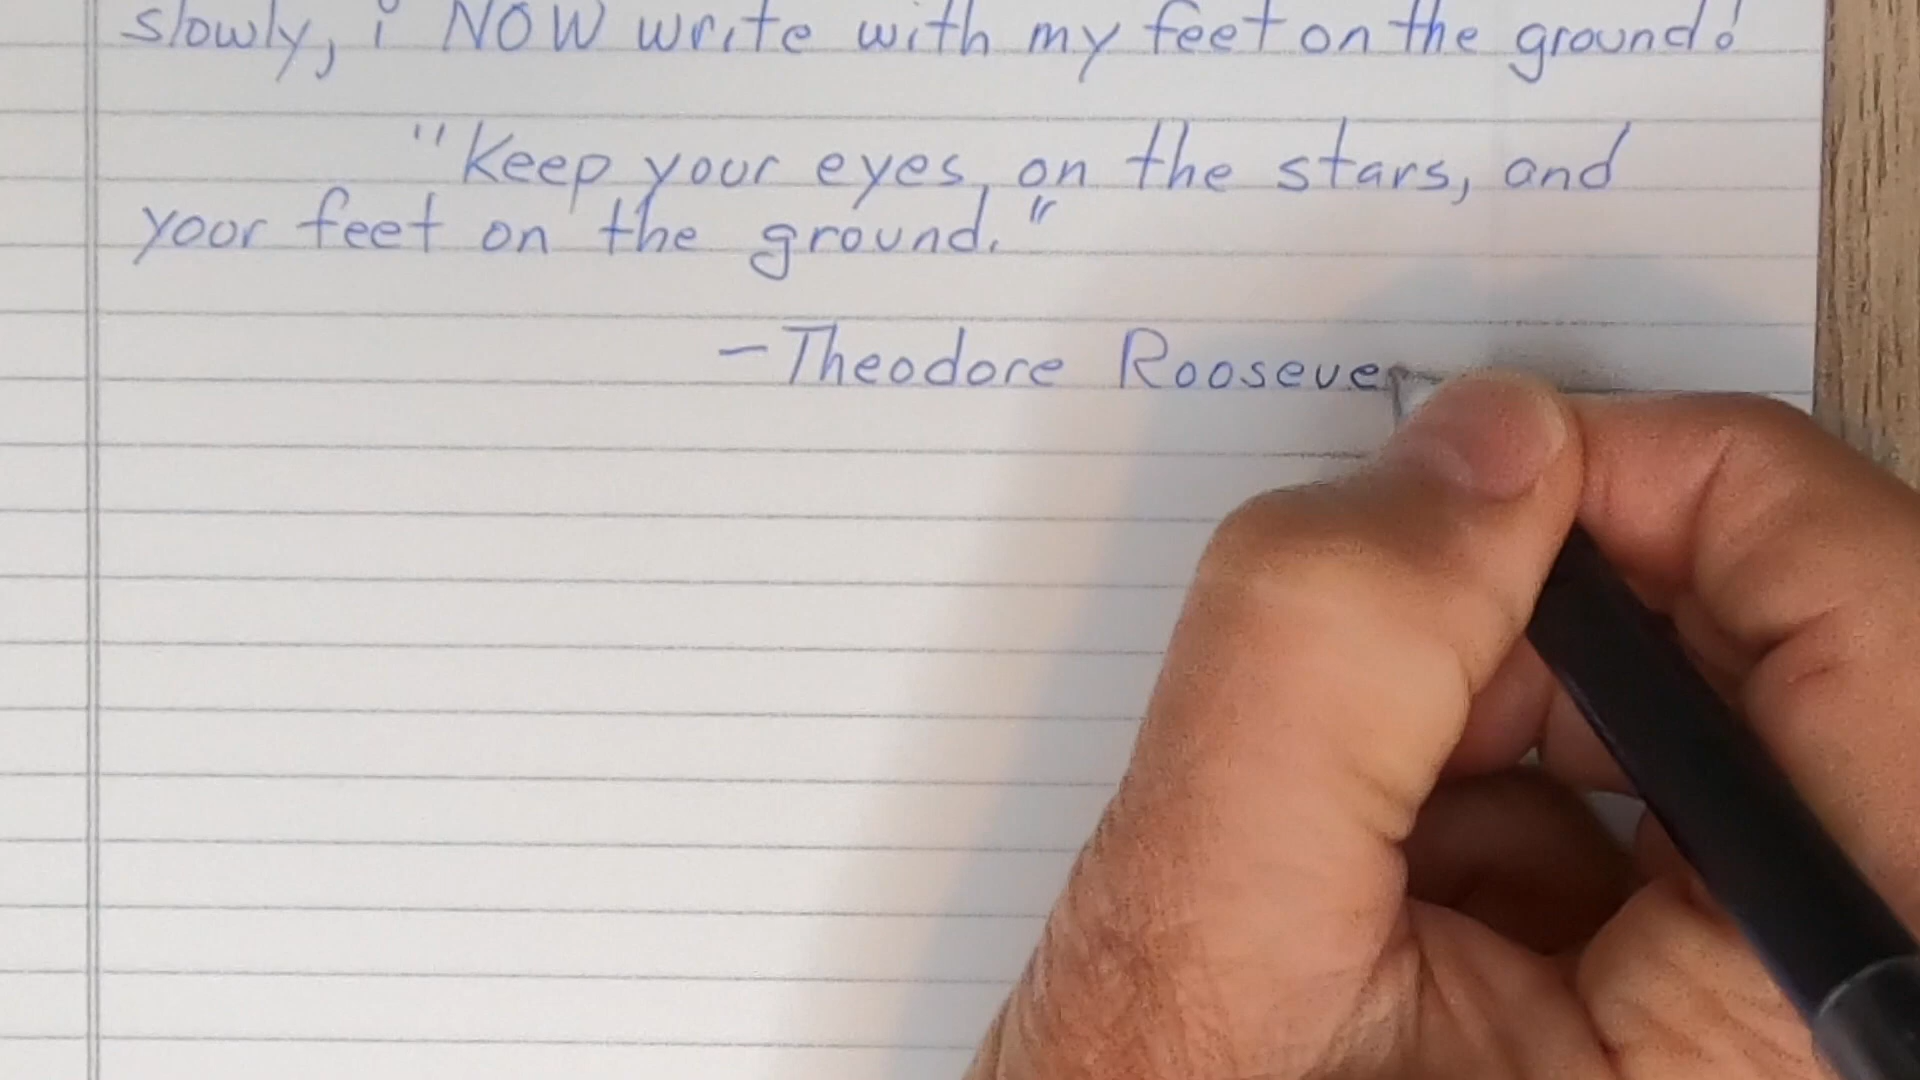 slowly, i NOW write with my feet on the ground!
"Keep your eyes on the stars, and
your feet on the ground."
-Theodore Rooseve